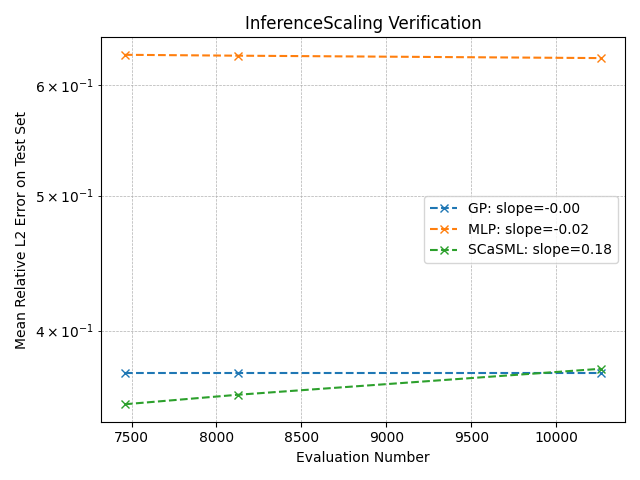 InferenceScaling Verification
Mean Relative L2 Error on Test Set
6 × 10⁻¹
5 × 10⁻¹
4 × 10⁻¹
GP: slope=-0.00
MLP: slope=-0.02
SCaSML: slope=0.18
7500 8000 8500 9000 9500 10000
Evaluation Number